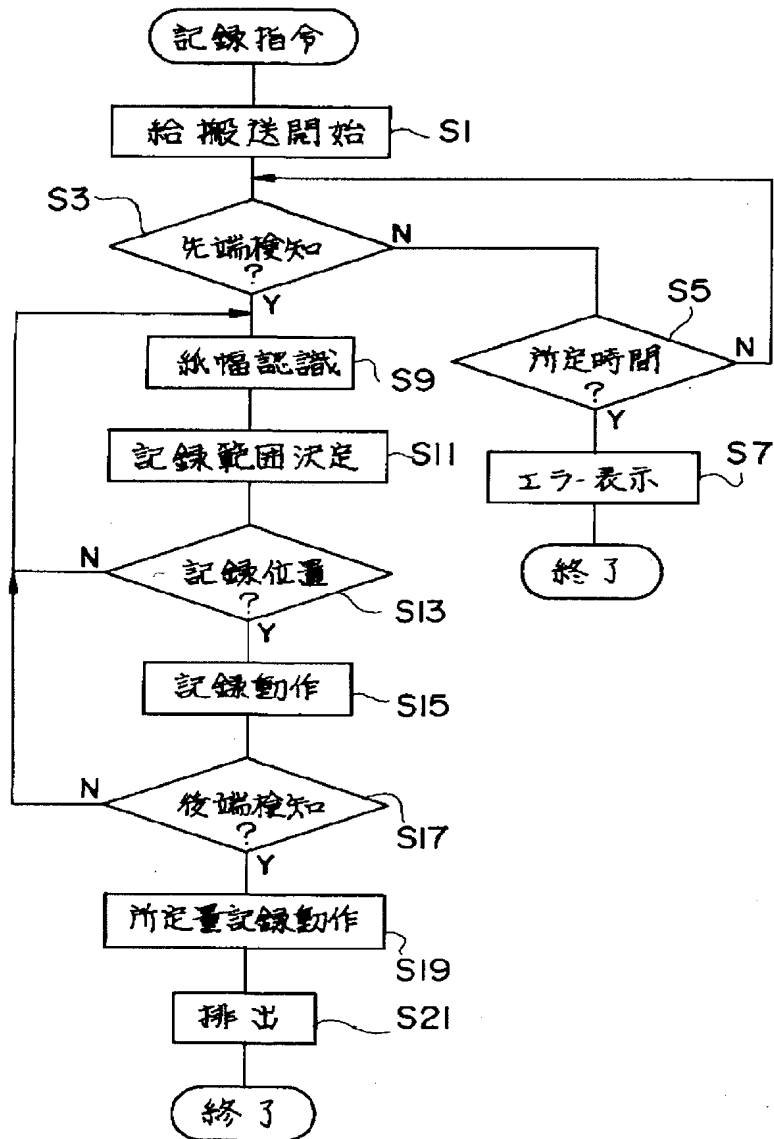 記録指令
給搬送開始
S1
S3
先端検知
?
N
Y
S5
所定時間
?
N
Y
S7
エラー表示
終了
紙幅認識
S9
記録範囲決定
S11
記録位置
?
N
Y
S13
記録動作
S15
後端検知
?
N
Y
S17
所定量記録動作
S19
排出
S21
終了